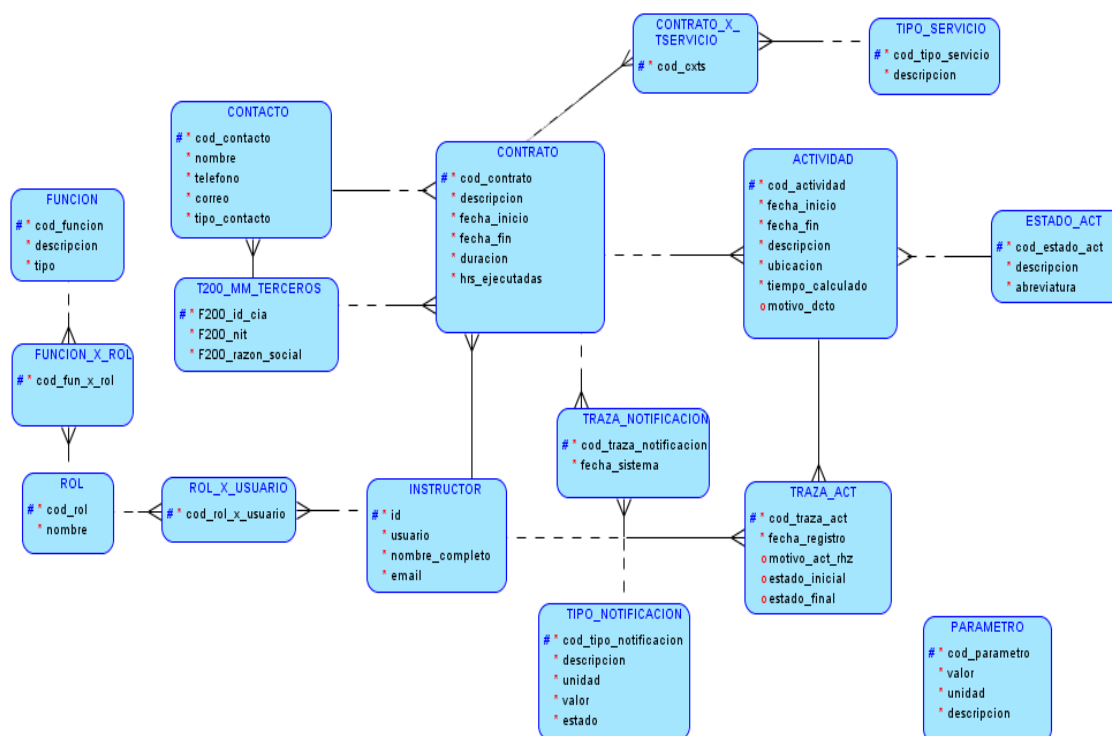 CONTRATO_X_
TSERVICIO
# * cod_cxts
TIPO_SERVICIO
# * cod_tipo_servicio
* descripcion
CONTACTO
# * cod_contacto
* nombre
* telefono
* correo
* tipo_contacto
CONTRATO
# * cod_contrato
* descripcion
* fecha_inicio
* fecha_fin
* duracion
* hrs_ejecutadas
ACTIVIDAD
# * cod_actividad
* fecha_inicio
* fecha_fin
* descripcion
* ubicacion
* tiempo_calculado
o motivo_dcto
FUNCION
# * cod_funcion
* descripcion
* tipo
ESTADO_ACT
# * cod_estado_act
* descripcion
* abreviatura
T200_MM_TERCEROS
# * F200_id_cia
* F200_nit
* F200_razon_social
FUNCION_X_ROL
# * cod_fun_x_rol
TRAZA_NOTIFICACION
# * cod_traza_notificacion
* fecha_sistema
ROL
# * cod_rol
* nombre
ROL_X_USUARIO
# * cod_rol_x_usuario
INSTRUCTOR
# * id
* usuario
* nombre_completo
* email
TRAZA_ACT
# * cod_traza_act
* fecha_registro
o motivo_act_rhz
o estado_inicial
o estado_final
TIPO_NOTIFICACION
# * cod_tipo_notificacion
* descripcion
* unidad
* valor
* estado
PARAMETRO
# * cod_parametro
* valor
* unidad
* descripcion